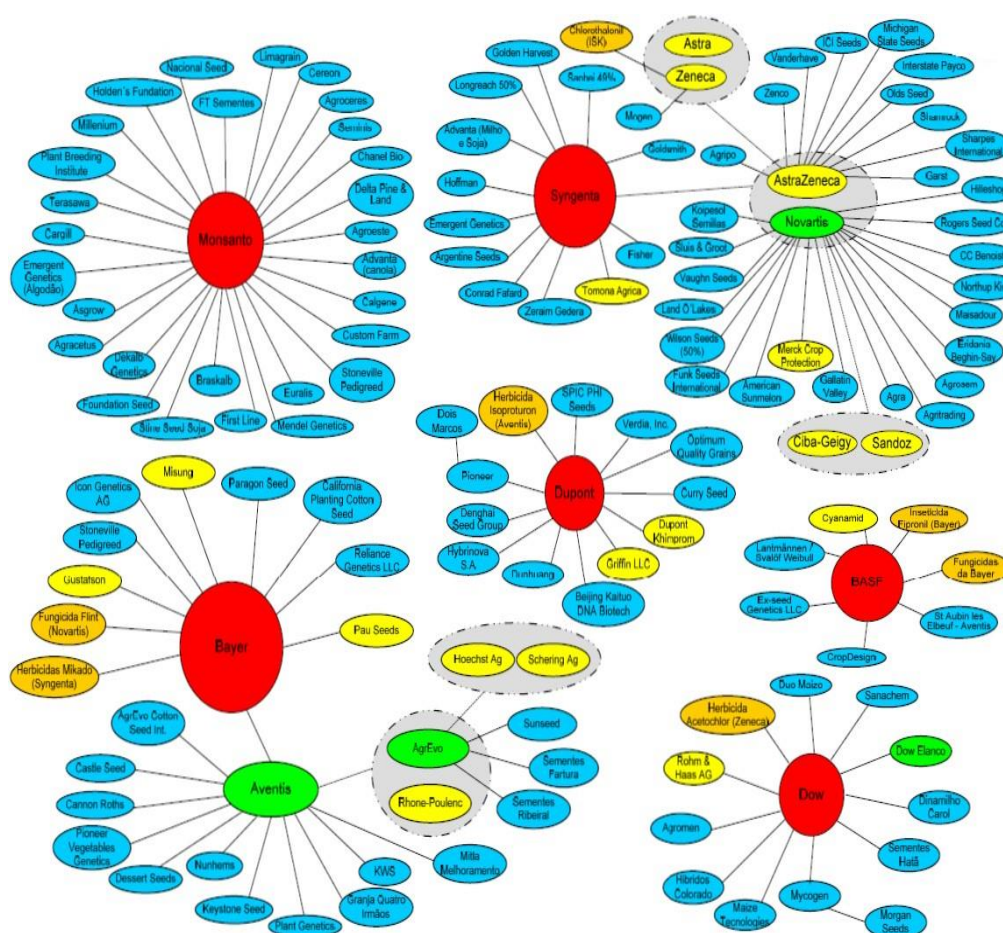 Limagrain
Nacional Seed
Cereon
Holden´s Fundation
FT Sementes
Agroceres
Millenium
Seminis
Plant Breeding
Institute
Chanel Bio
Terasawa
Delta Pine &
Land
Monsanto
Cargill
Agroeste
Emergent
Genetics
(Algodão)
Advanta
(canola)
Asgrow
Calgene
Agracetus
Custom Farm
Dekalb
Genetics
Braskalb
Stoneville
Pedigreed
Foundation Seed
Euralis
Stine Seed Soja
First Line
Mendel Genetics
Chlorothalonil
(ISK)
Astra
Zeneca
Golden Harvest
Longreach 50%
Sanbei 49%
Mogen
Advanta (Milho
e Soja)
Goldsmith
Hoffman
Syngenta
Emergent Genetics
Argentine Seeds
Fisher
Conrad Fafard
Tomona Agrica
Zeraim Gedera
Michigan
State Seeds
ICI Seeds
Vanderhave
Interstate Payco
Zenco
Olds Seed
Shamrock
Sharpes
International
Agripo
AstraZeneca
Garst
Novartis
Koipesol
Semillas
Rogers Seed Co
Sluis & Groot
CC Benoist
Vaughn Seeds
Land O´Lakes
Maisadour
Wilson Seeds
(50%)
Merck Crop
Protection
Eridania
Beghin-Say
Funk Seeds
International
American
Sunmelon
Gallatin
Valley
Agra
Agrosem
Agritrading
Ciba-Geigy
Sandoz
Herbicida
Isoproturon
(Aventis)
SPIC PHI
Seeds
Dois
Marcos
Verdia, Inc.
Optimum
Quality Grains
Pioneer
Dupont
Curry Seed
Denghai
Seed Group
Dupont
Khimprom
Hybrinova
S.A
Griffin LLC
Dunhuang
Beijing Kaituo
DNA Biotech
Misung
Icon Genetics
AG
Paragon Seed
California
Planting Cotton
Seed
Stoneville
Pedigreed
Reliance
Genetics LLC
Gustafson
Fungicida Flint
(Novartis)
Bayer
Pau Seeds
Herbicidas Mikado
(Syngenta)
Hoechst Ag
Schering Ag
AgrEvo Cotton
Seed Int.
AgrEvo
Sunseed
Castle Seed
Aventis
Sementes
Fartura
Cannon Roths
Rhone-Poulenc
Sementes
Ribeiral
Pioneer
Vegetables
Genetics
Nunhems
KWS
Mitla
Melhoramento
Dessert Seeds
Granja Quatro
Irmãos
Keystone Seed
Plant Genetics
Cyanamid
Inseticida
Fipronil (Bayer)
Lantmännen /
Svalöf Weibull
BASF
Fungicidas
da Bayer
Ex-seed
Genetics LLC
St Aubin les
Elbeuf - Aventis
CropDesign
Duo Maizo
Sanachem
Herbicida
Acetochlor (Zeneca)
Dow Elanco
Rohm &
Haas AG
Dow
Dinamilho
Carol
Agromen
Sementes
Hatã
Híbridos
Colorado
Mycogen
Maize
Tecnologies
Morgan
Seeds